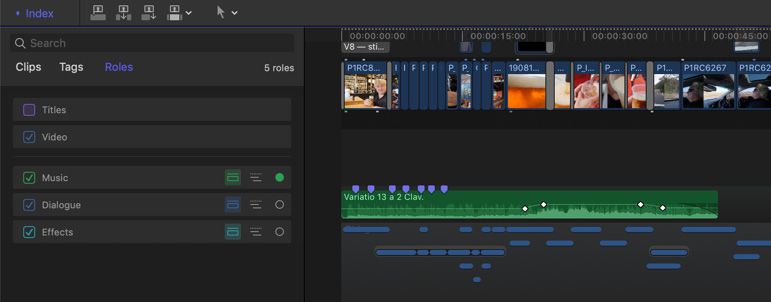 Index
00:00:00:00 00:00:15:00 00:00:30:00 00:00:45:00
Search
V8 — sti...
Clips Tags Roles 5 roles
P1RC8... P... P... 19081... P_I... P_... P... P1... P1RC6267 P1RC62
Titles
Video
Music
Variatio 13 a 2 Clav.
Dialogue
Effects